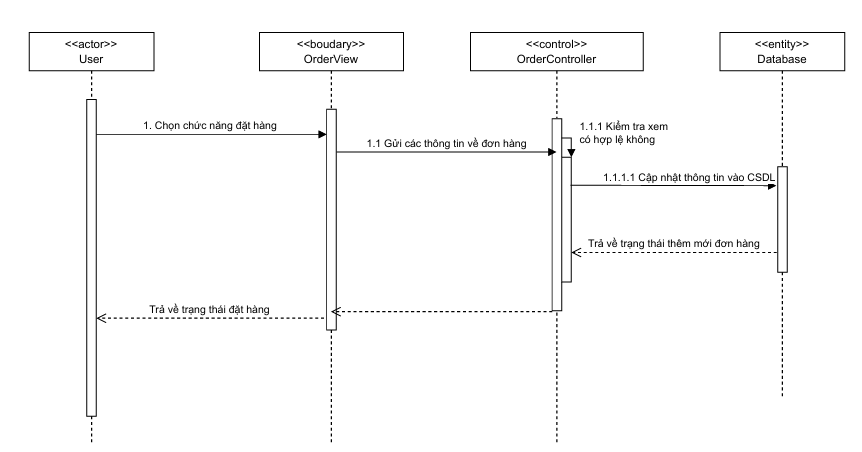 <<actor>>
User
<<boudary>>
OrderView
<<control>>
OrderController
<<entity>>
Database
1. Chọn chức năng đặt hàng
1.1 Gửi các thông tin về đơn hàng
1.1.1 Kiểm tra xem
có hợp lệ không
1.1.1.1 Cập nhật thông tin vào CSDL
Trả về trạng thái thêm mới đơn hàng
Trả về trạng thái đặt hàng